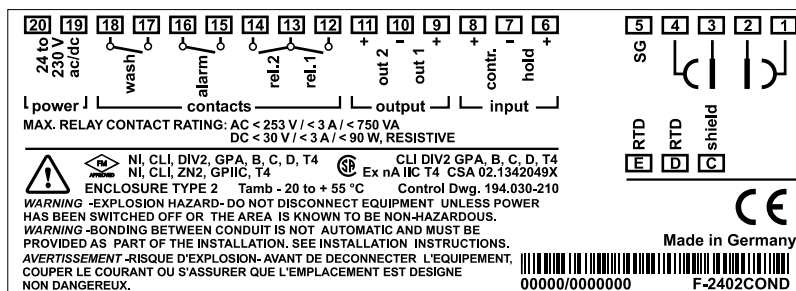 20 19 18 17 16 15 14 13 12 11 10 9 8 7 6 5 4 3 2 1
24 to
230 V
ac/dc
wash
alarm
rel.2
rel.1
+ - + + - +
out 2
out 1
contr.
hold
SG
power contacts output input
RTD RTD shield
E D C
MAX. RELAY CONTACT RATING: AC < 253 V / < 3 A / < 750 VA
DC < 30 V / < 3 A / < 90 W, RESISTIVE
FM
APPROVED
NI, CLI, DIV2, GPA, B, C, D, T4
NI, CLI, ZN2, GPIIC, T4
CLI DIV2 GPA, B, C, D, T4
Ex nA IIC T4 CSA 02.1342049X
ENCLOSURE TYPE 2 Tamb - 20 to + 55 °C Control Dwg. 194.030-210
WARNING -EXPLOSION HAZARD- DO NOT DISCONNECT EQUIPMENT UNLESS POWER
HAS BEEN SWITCHED OFF OR THE AREA IS KNOWN TO BE NON-HAZARDOUS.
WARNING -BONDING BETWEEN CONDUIT IS NOT AUTOMATIC AND MUST BE
PROVIDED AS PART OF THE INSTALLATION. SEE INSTALLATION INSTRUCTIONS.
AVERTISSEMENT -RISQUE D'EXPLOSION- AVANT DE DECONNECTER L'EQUIPEMENT,
COUPER LE COURANT OU S'ASSURER QUE L'EMPLACEMENT EST DESIGNE
NON DANGEREUX.
CE
Made in Germany
00000/0000000 F-2402COND